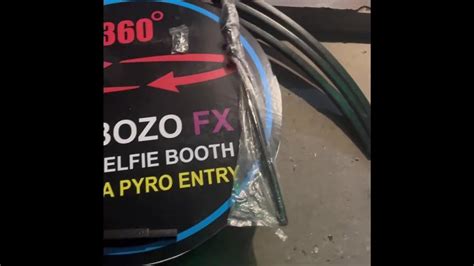 360°
BOZO FX
ELFIE BOOTH
A PYRO ENTRY